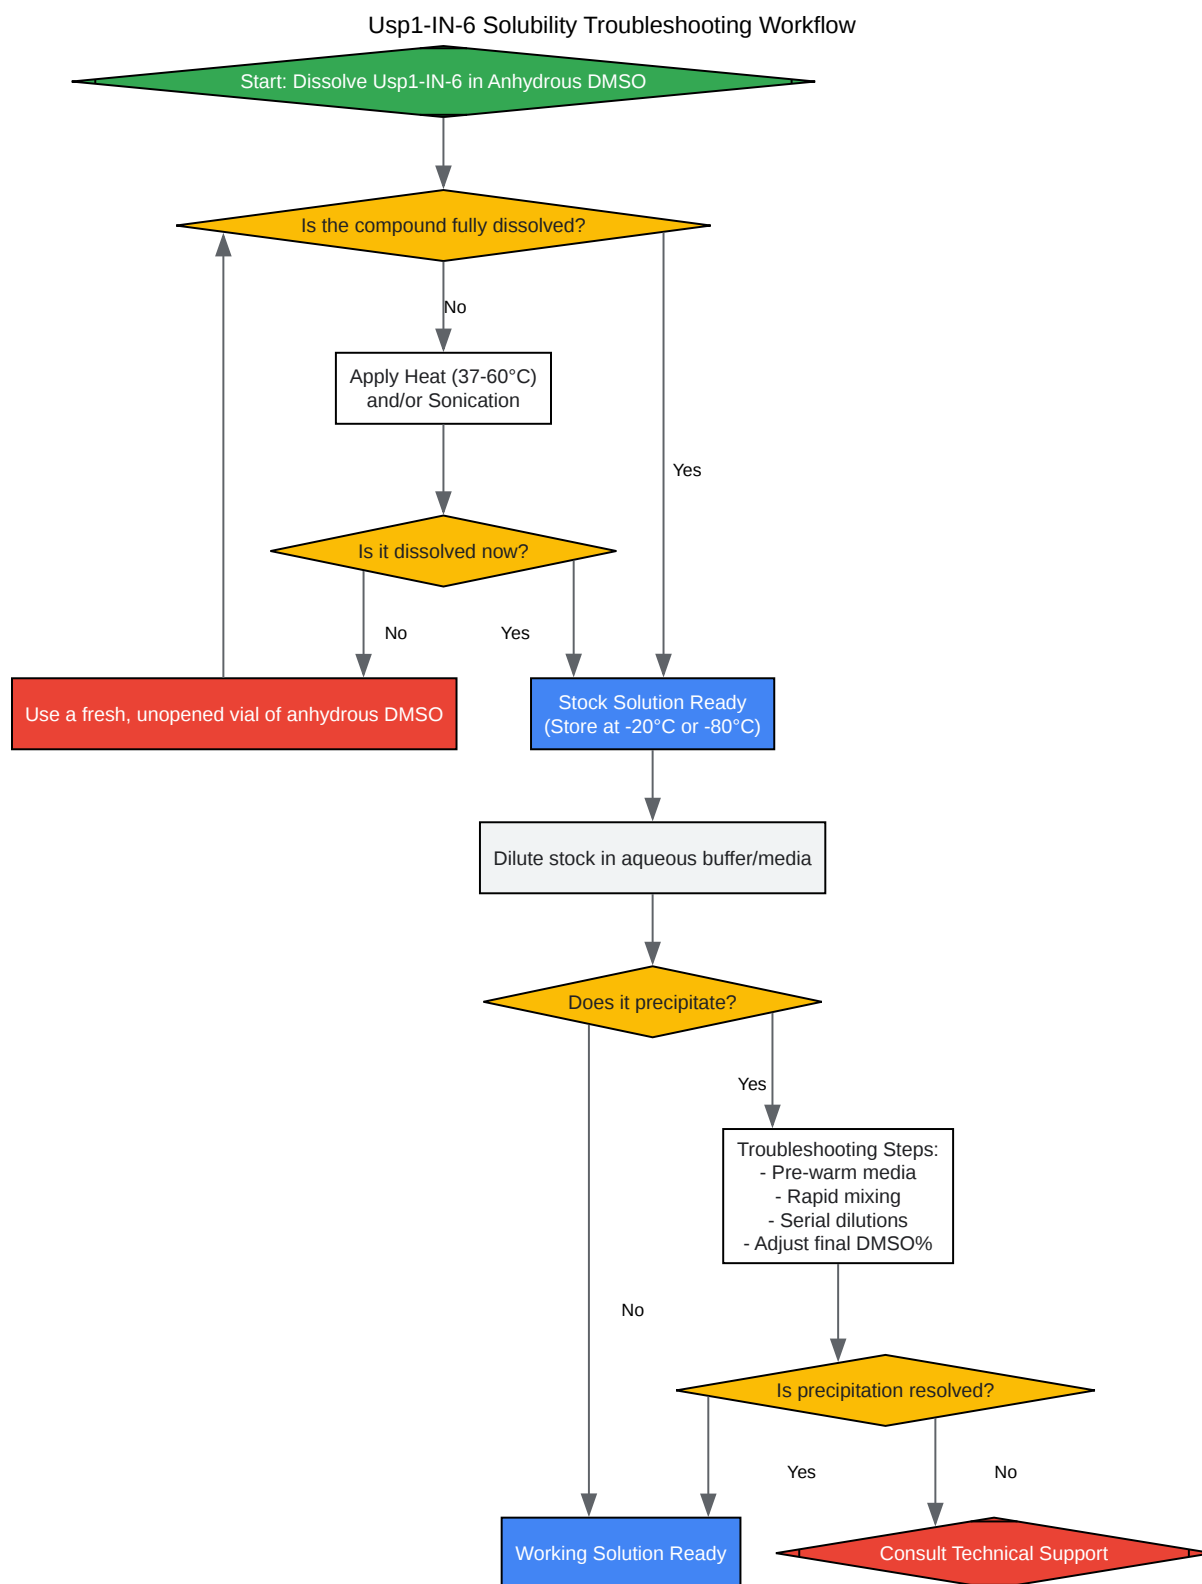 Usp1-IN-6 Solubility Troubleshooting Workflow
Start: Dissolve Usp1-IN-6 in Anhydrous DMSO
Is the compound fully dissolved?
No
Apply Heat (37-60°C)
and/or Sonication
Yes
Is it dissolved now?
No
Yes
Use a fresh, unopened vial of anhydrous DMSO
Stock Solution Ready
(Store at -20°C or -80°C)
Dilute stock in aqueous buffer/media
Does it precipitate?
Yes
Troubleshooting Steps:
- Pre-warm media
- Rapid mixing
- Serial dilutions
- Adjust final DMSO%
No
Is precipitation resolved?
Yes
No
Working Solution Ready
Consult Technical Support